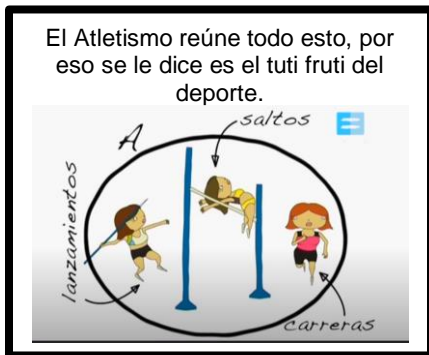 El Atletismo reúne todo esto, por
eso se le dice es el tuti fruti del
deporte.
saltos
A
lanzamientos
carreras